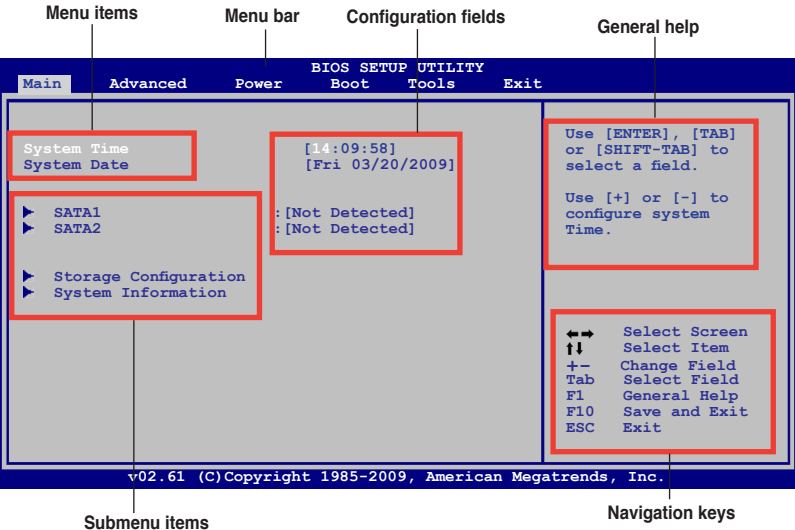 Menu items Menu bar Configuration fields General help
BIOS SETUP UTILITY
Main Advanced Power Boot Tools Exit
System Time [14:09:58]
System Date [Fri 03/20/2009]
SATA1 :[Not Detected]
SATA2 :[Not Detected]
Storage Configuration
System Information
Use [ENTER], [TAB]
or [SHIFT-TAB] to
select a field.
Use [+] or [-] to
configure system
Time.
←→ Select Screen
↑↓ Select Item
+- Change Field
Tab Select Field
F1 General Help
F10 Save and Exit
ESC Exit
v02.61 (C)Copyright 1985-2009, American Megatrends, Inc.
Submenu items Navigation keys